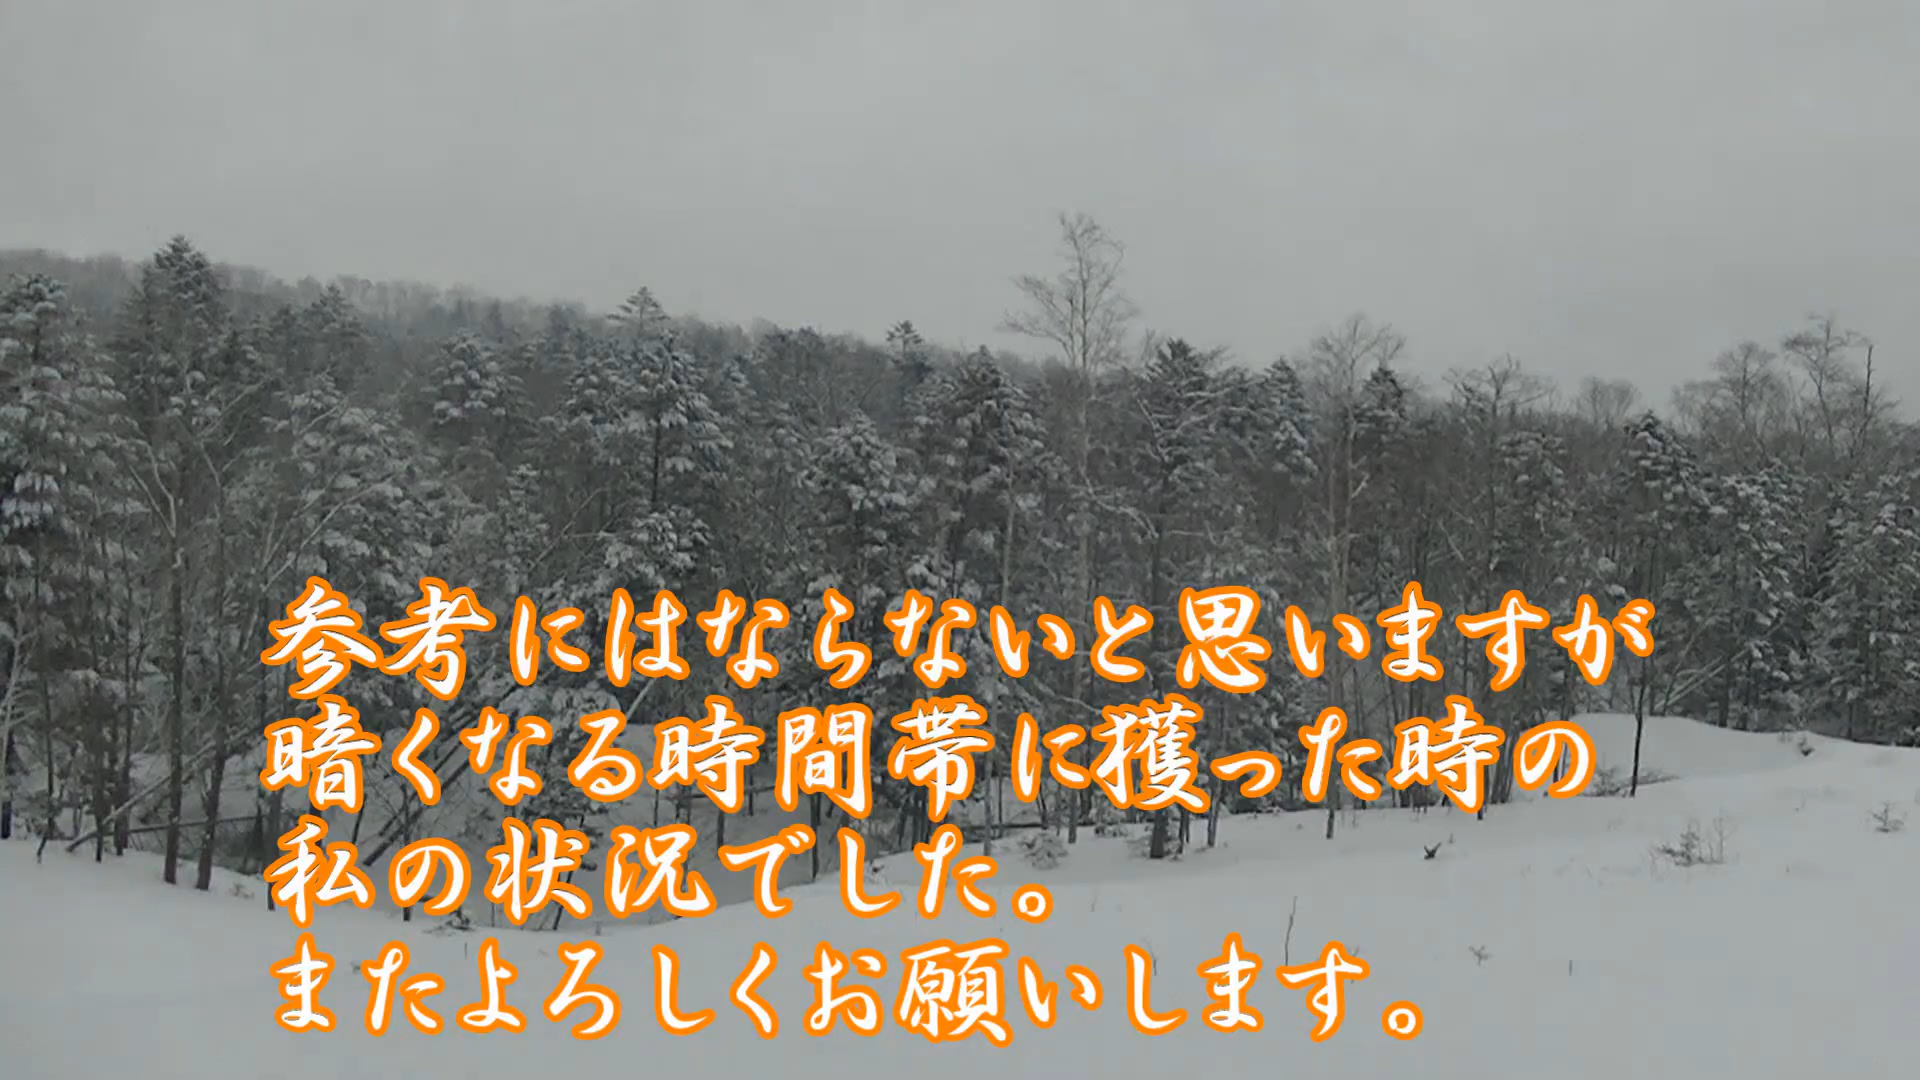 参考にはならないと思いますが
暗くなる時間帯に獲った時の
私の状況でした。
またよろしくお願いします。